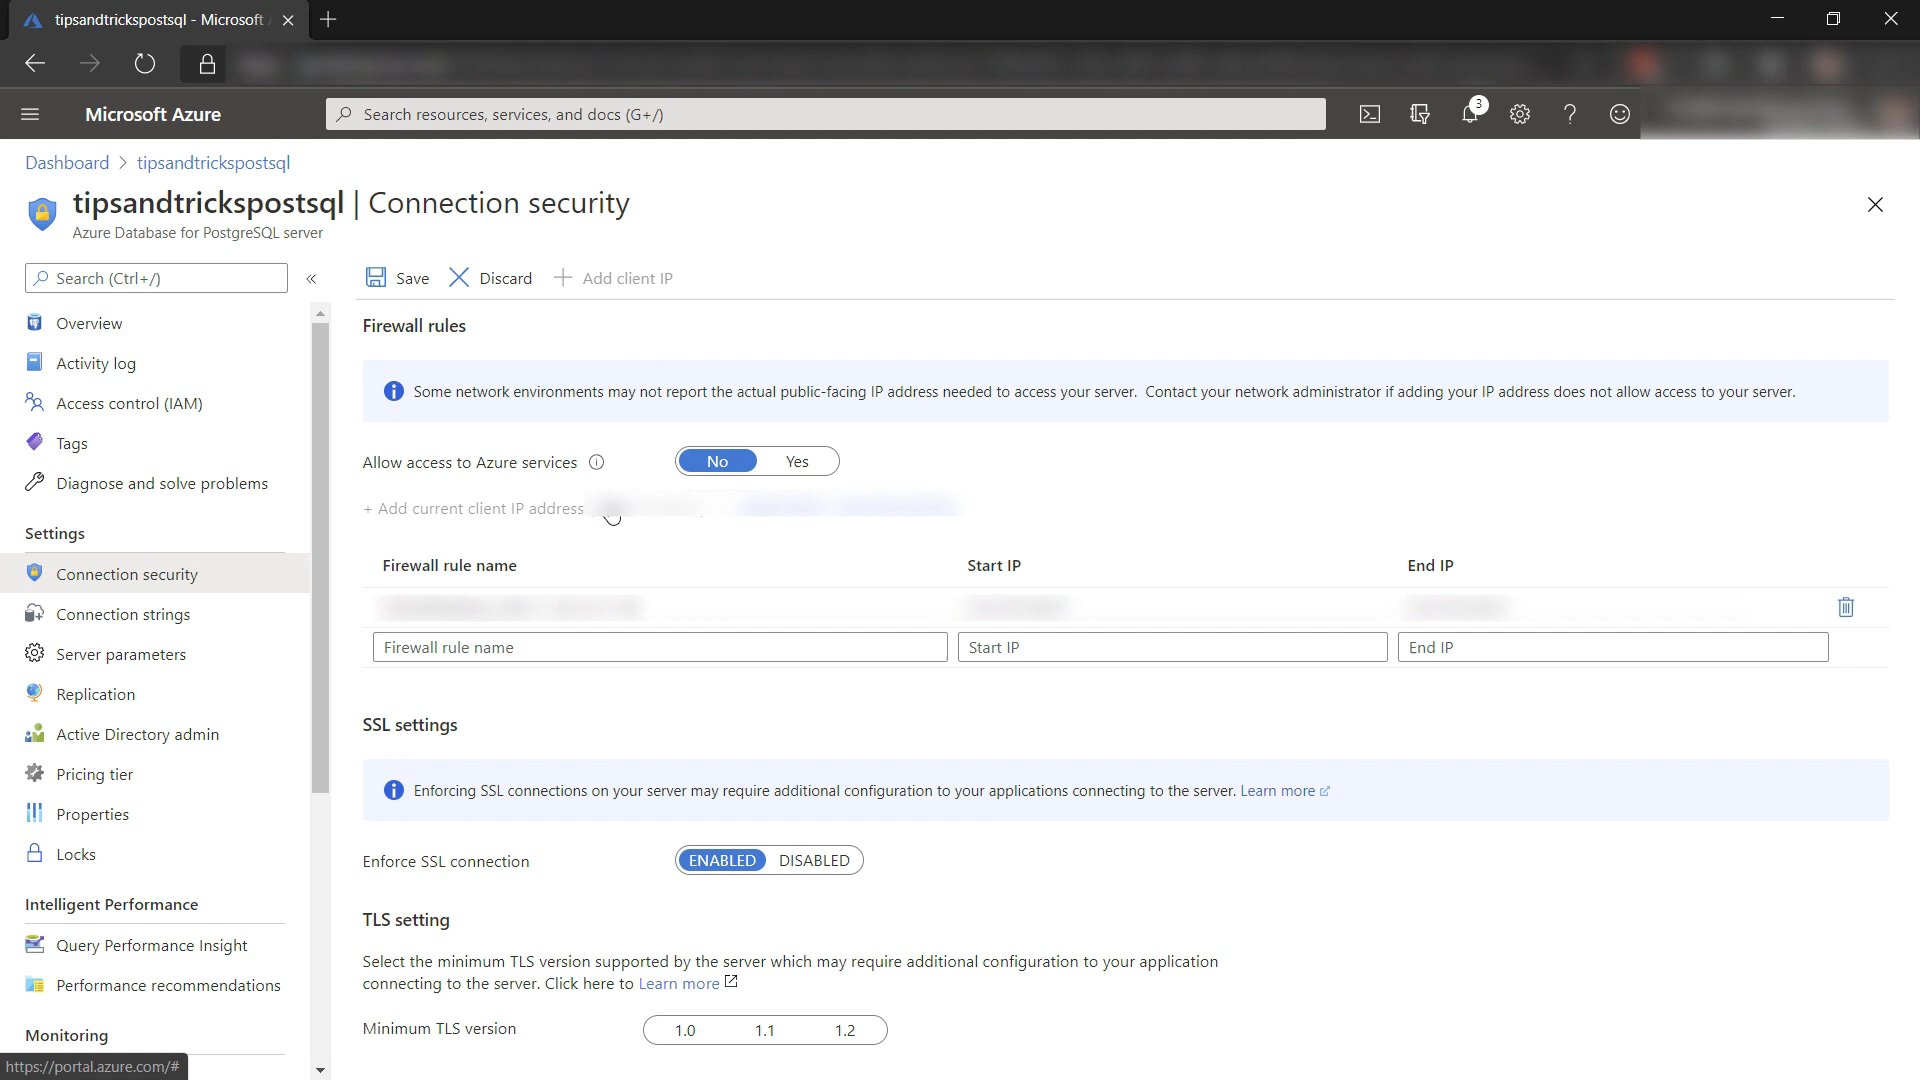 tipsandtrickspostsql - Microsoft
Microsoft Azure
Search resources, services, and docs (G+/)
3
Dashboard > tipsandtrickspostsql
tipsandtrickspostsql | Connection security
Azure Database for PostgreSQL server
Search (Ctrl+/)
«
Save
Discard
Add client IP
Overview
Activity log
Access control (IAM)
Tags
Diagnose and solve problems
Settings
Connection security
Connection strings
Server parameters
Replication
Active Directory admin
Pricing tier
Properties
Locks
Intelligent Performance
Query Performance Insight
Performance recommendations
Monitoring
https://portal.azure.com/#
Firewall rules
Some network environments may not report the actual public-facing IP address needed to access your server. Contact your network administrator if adding your IP address does not allow access to your server.
Allow access to Azure services
No
Yes
+ Add current client IP address
Firewall rule name
Start IP
End IP
Firewall rule name
Start IP
End IP
SSL settings
Enforcing SSL connections on your server may require additional configuration to your applications connecting to the server. Learn more
Enforce SSL connection
ENABLED
DISABLED
TLS setting
Select the minimum TLS version supported by the server which may require additional configuration to your application
connecting to the server. Click here to Learn more
Minimum TLS version
1.0
1.1
1.2